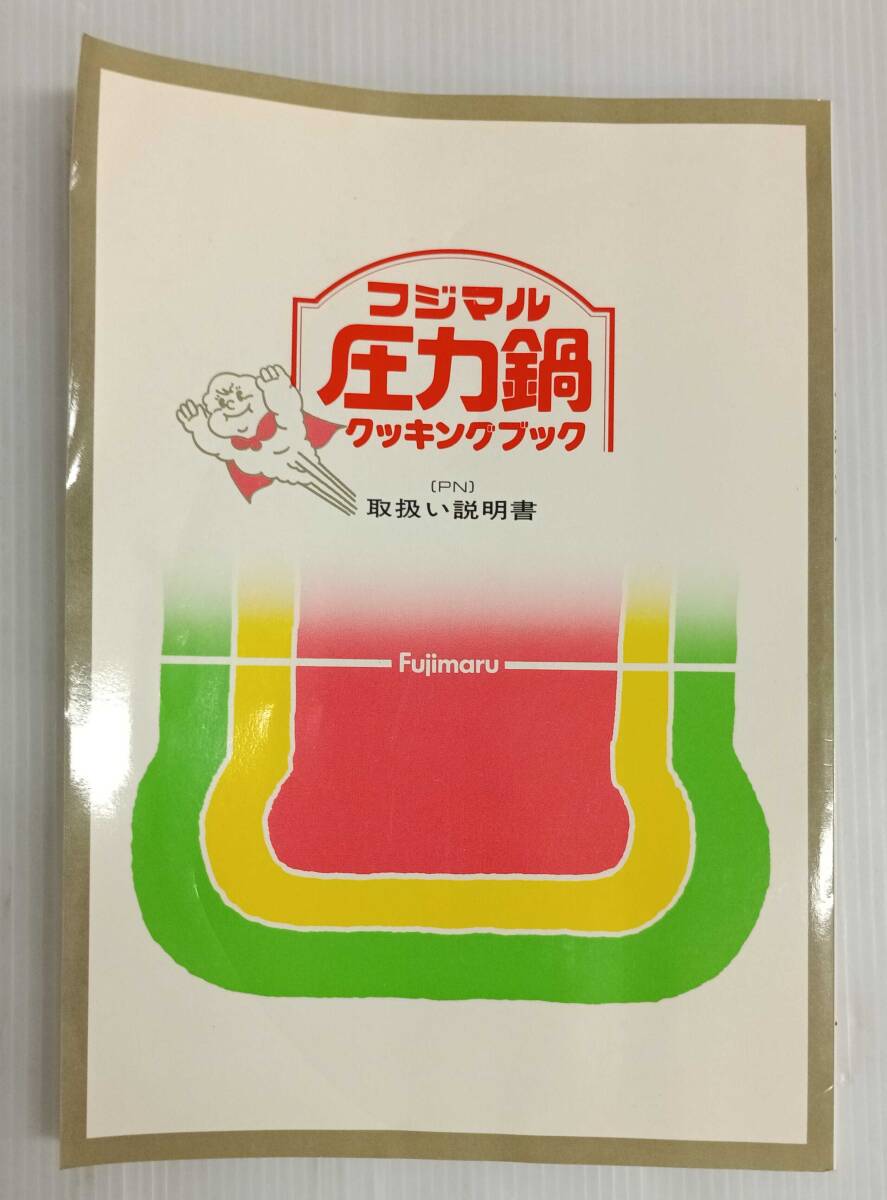 フジマル
圧力鍋
クッキングブック
(PN)
取扱い説明書
Fujimaru